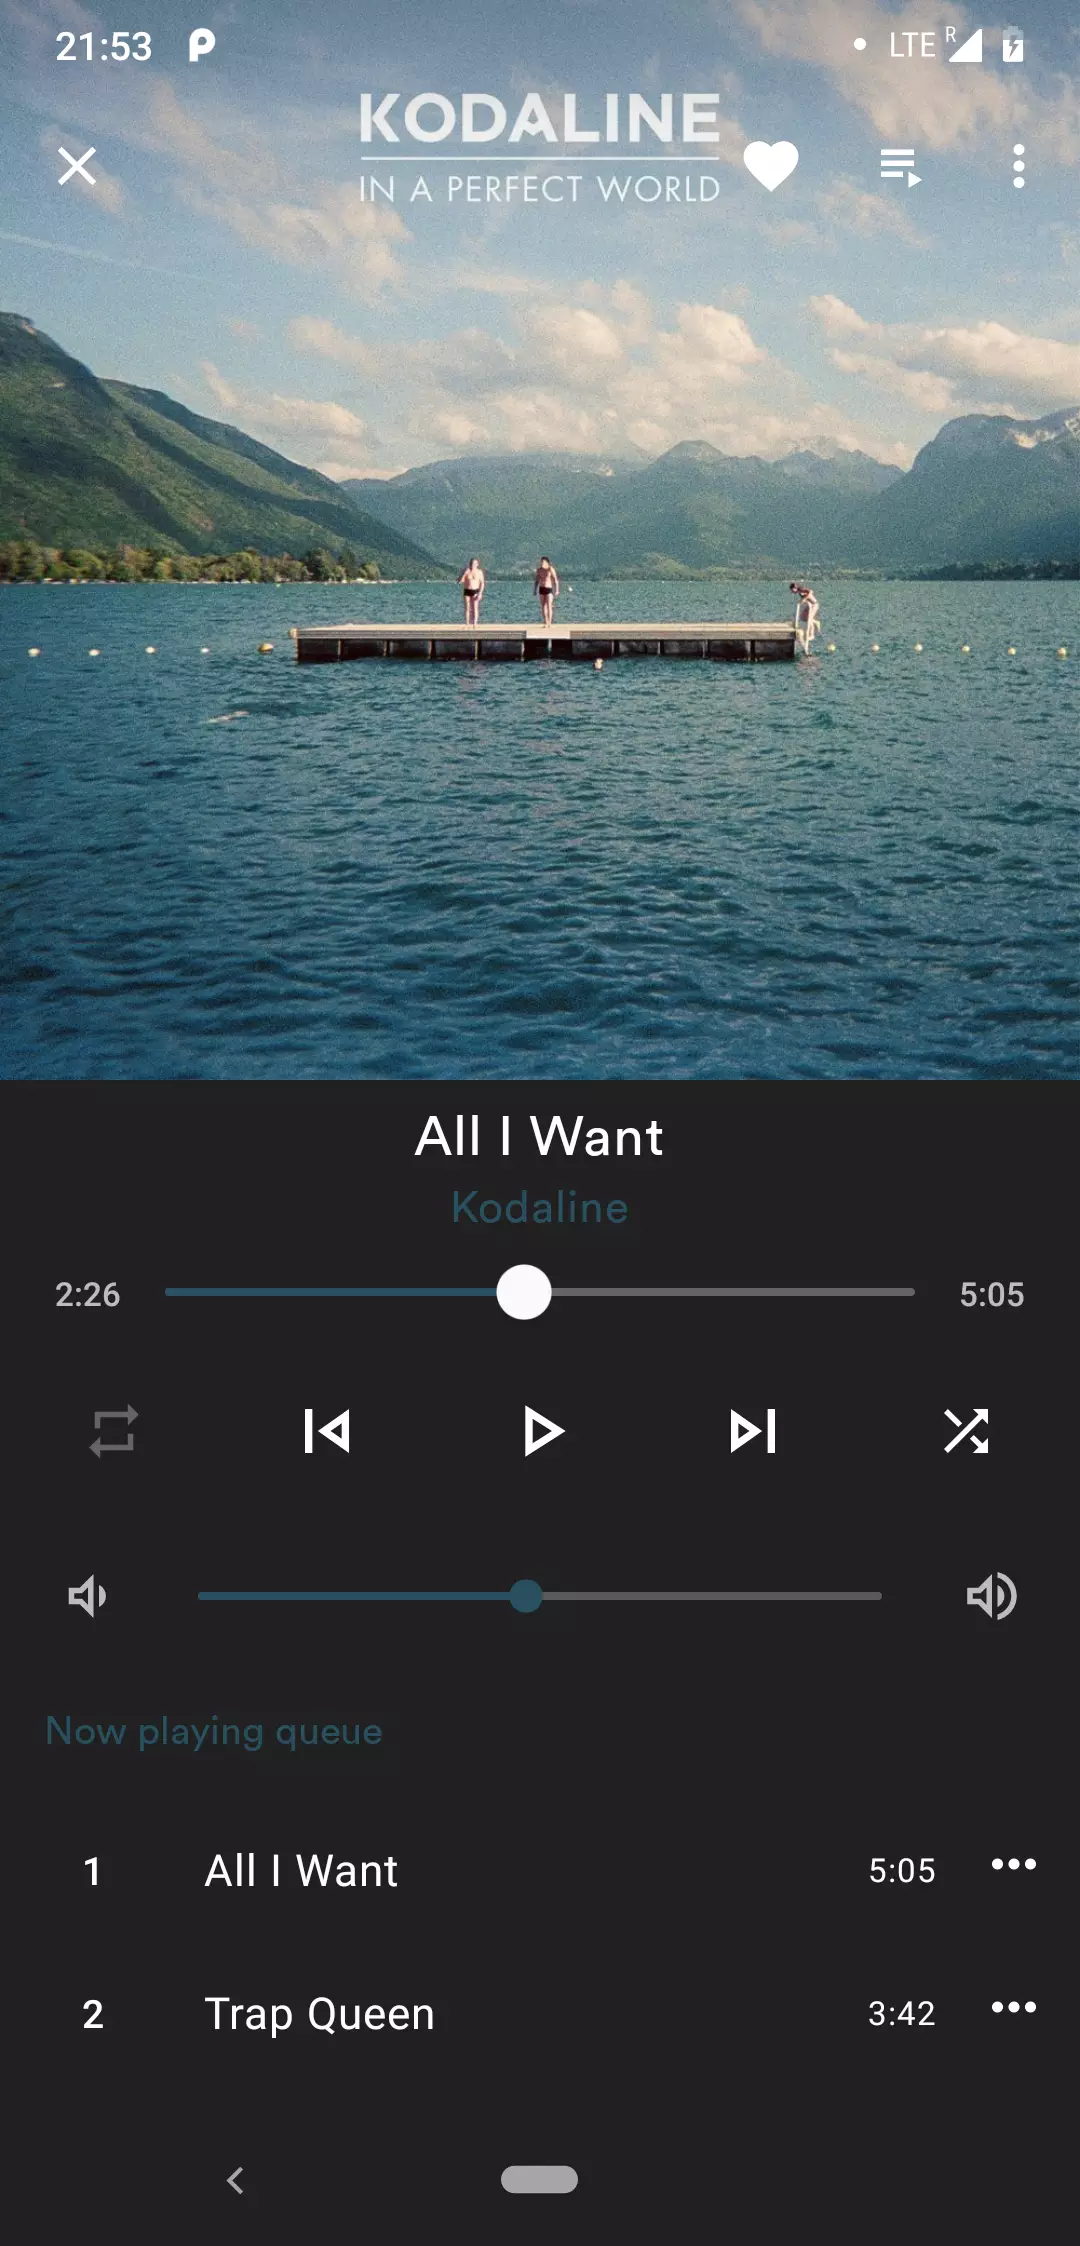 21:53
LTE R
KODALINE
IN A PERFECT WORLD
All I Want
Kodaline
2:26 5:05
Now playing queue
1 All I Want 5:05
2 Trap Queen 3:42